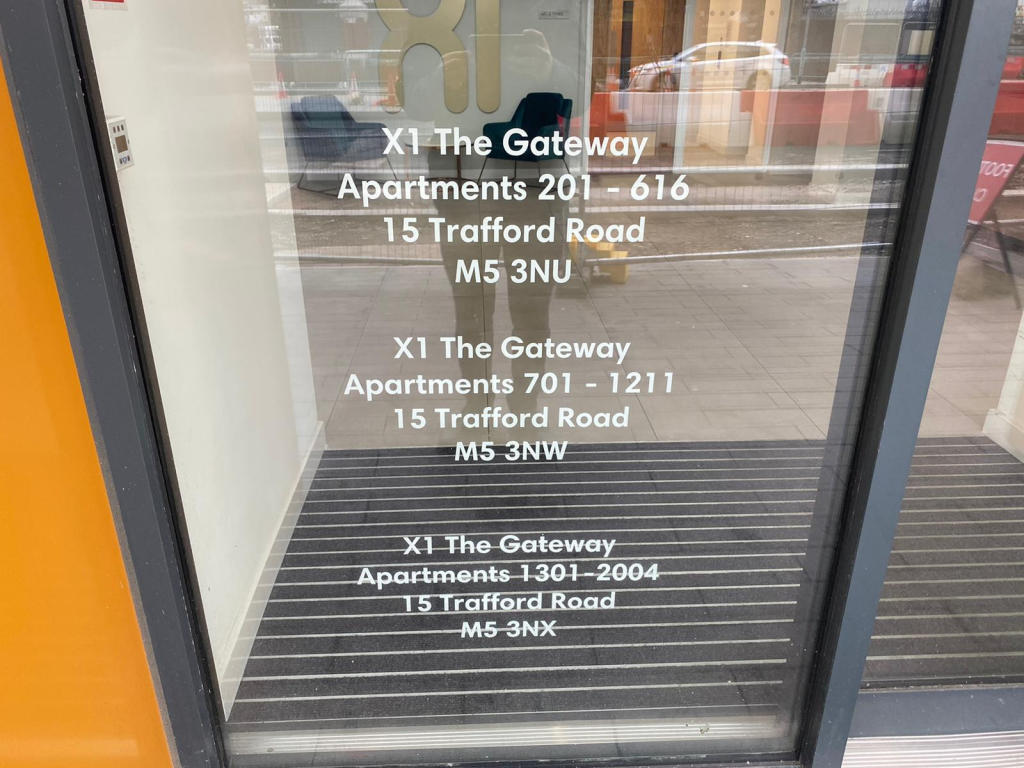 X1 The Gateway
Apartments 201 - 616
15 Trafford Road
M5 3NU
X1 The Gateway
Apartments 701 - 1211
15 Trafford Road
M5 3NW
X1 The Gateway
Apartments 1301-2004
15 Trafford Road
M5 3NX